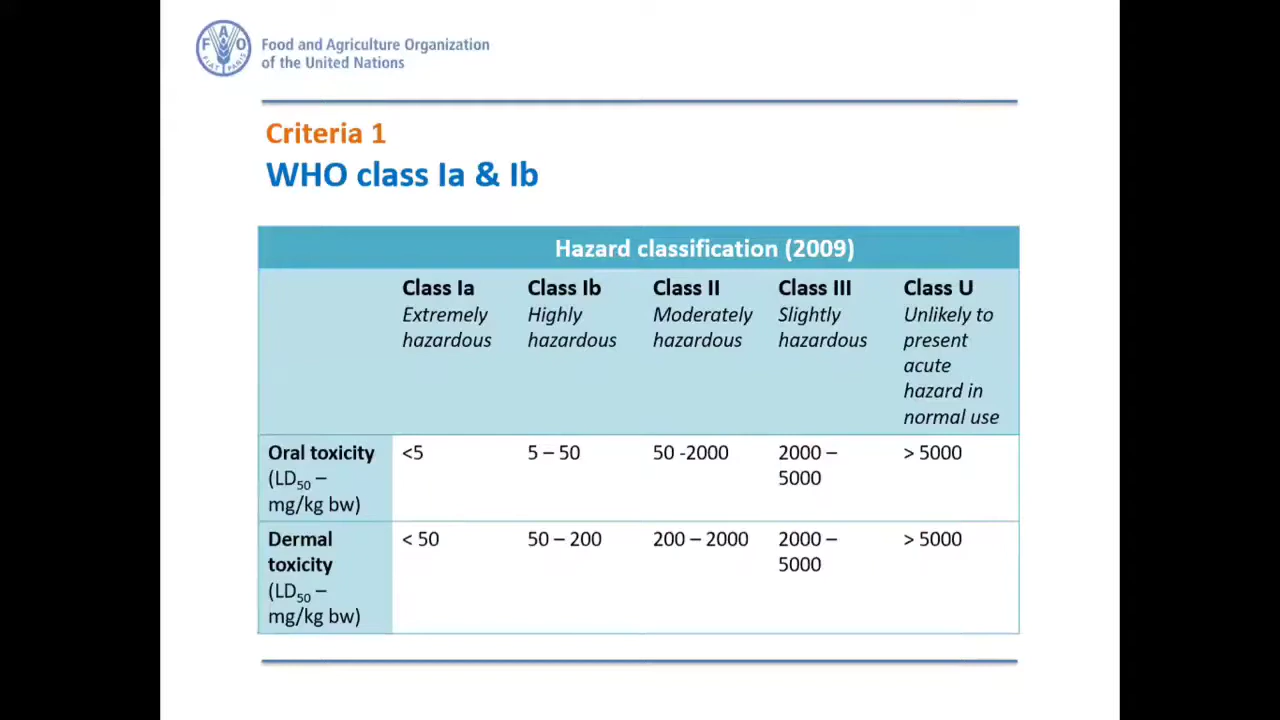 FAO
FIAT PANIS
Food and Agriculture Organization
of the United Nations
Criteria 1
WHO class Ia & Ib
Hazard classification (2009)
Class Ia
Extremely
hazardous
Class Ib
Highly
hazardous
Class II
Moderately
hazardous
Class III
Slightly
hazardous
Class U
Unlikely to
present
acute
hazard in
normal use
Oral toxicity
(LD50 –
mg/kg bw)
<5
5 – 50
50 -2000
2000 –
5000
> 5000
Dermal
toxicity
(LD50 –
mg/kg bw)
< 50
50 – 200
200 – 2000
2000 –
5000
> 5000